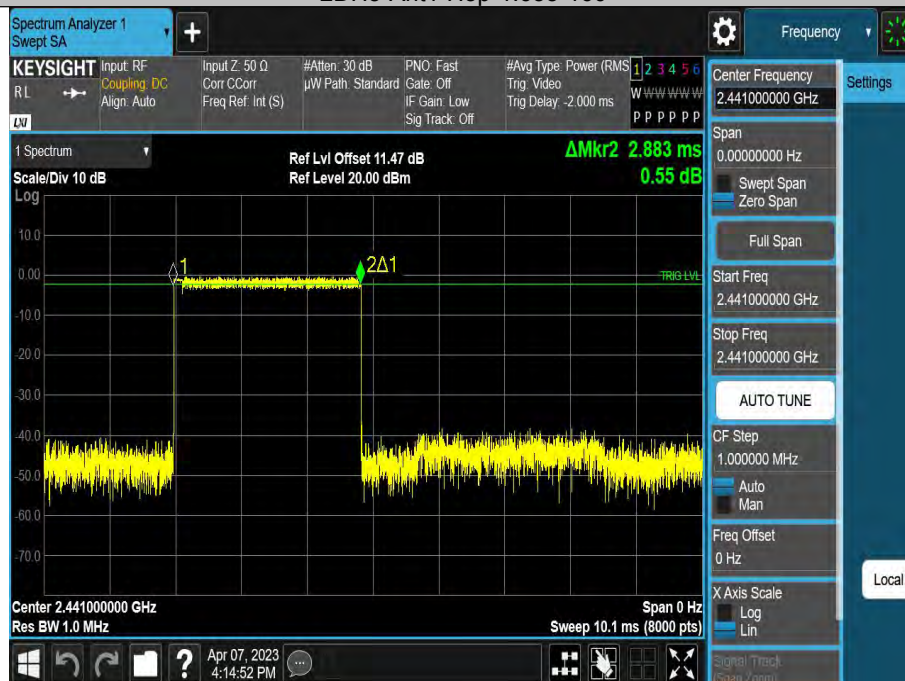 Spectrum Analyzer 1
Swept SA
+
Frequency
KEYSIGHT
RL
LXI
Input: RF
Coupling: DC
Align: Auto
Input Z: 50 Ω
Corr CCorr
Freq Ref: Int (S)
#Atten: 30 dB
µW Path: Standard
PNO: Fast
Gate: Off
IF Gain: Low
Sig Track: Off
#Avg Type: Power (RMS
Trig: Video
Trig Delay: -2.000 ms
1 2 3 4 5 6
W W W W W W
P P P P P P
1 Spectrum
Scale/Div 10 dB
Log
Ref Lvl Offset 11.47 dB
Ref Level 20.00 dBm
ΔMkr2 2.883 ms
0.55 dB
10.0
0.00
-10.0
-20.0
-30.0
-40.0
-50.0
-60.0
-70.0
1
2Δ1
TRIG LVL
Center 2.441000000 GHz
Res BW 1.0 MHz
Span 0 Hz
Sweep 10.1 ms (8000 pts)
Center Frequency
2.441000000 GHz
Settings
Span
0.00000000 Hz
Swept Span
Zero Span
Full Span
Start Freq
2.441000000 GHz
Stop Freq
2.441000000 GHz
AUTO TUNE
CF Step
1.000000 MHz
Auto
Man
Freq Offset
0 Hz
Local
X Axis Scale
Log
Lin
Signal Track
(Span Zoom)
?
Apr 07, 2023
4:14:52 PM